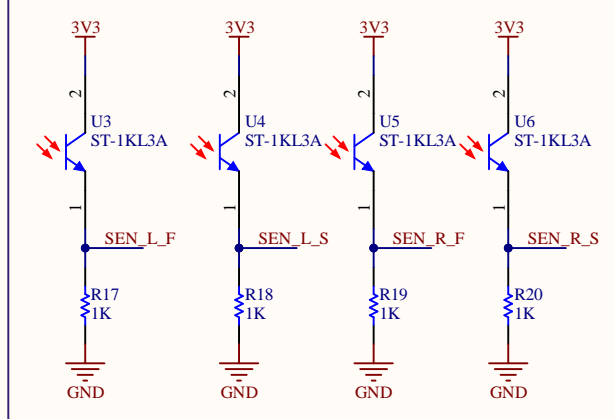 3V3 3V3 3V3 3V3
2 2 2 2
U3 U4 U5 U6
ST-1KL3A ST-1KL3A ST-1KL3A ST-1KL3A
1 1 1 1
SEN_L_F SEN_L_S SEN_R_F SEN_R_S
R17 R18 R19 R20
1K 1K 1K 1K
GND GND GND GND